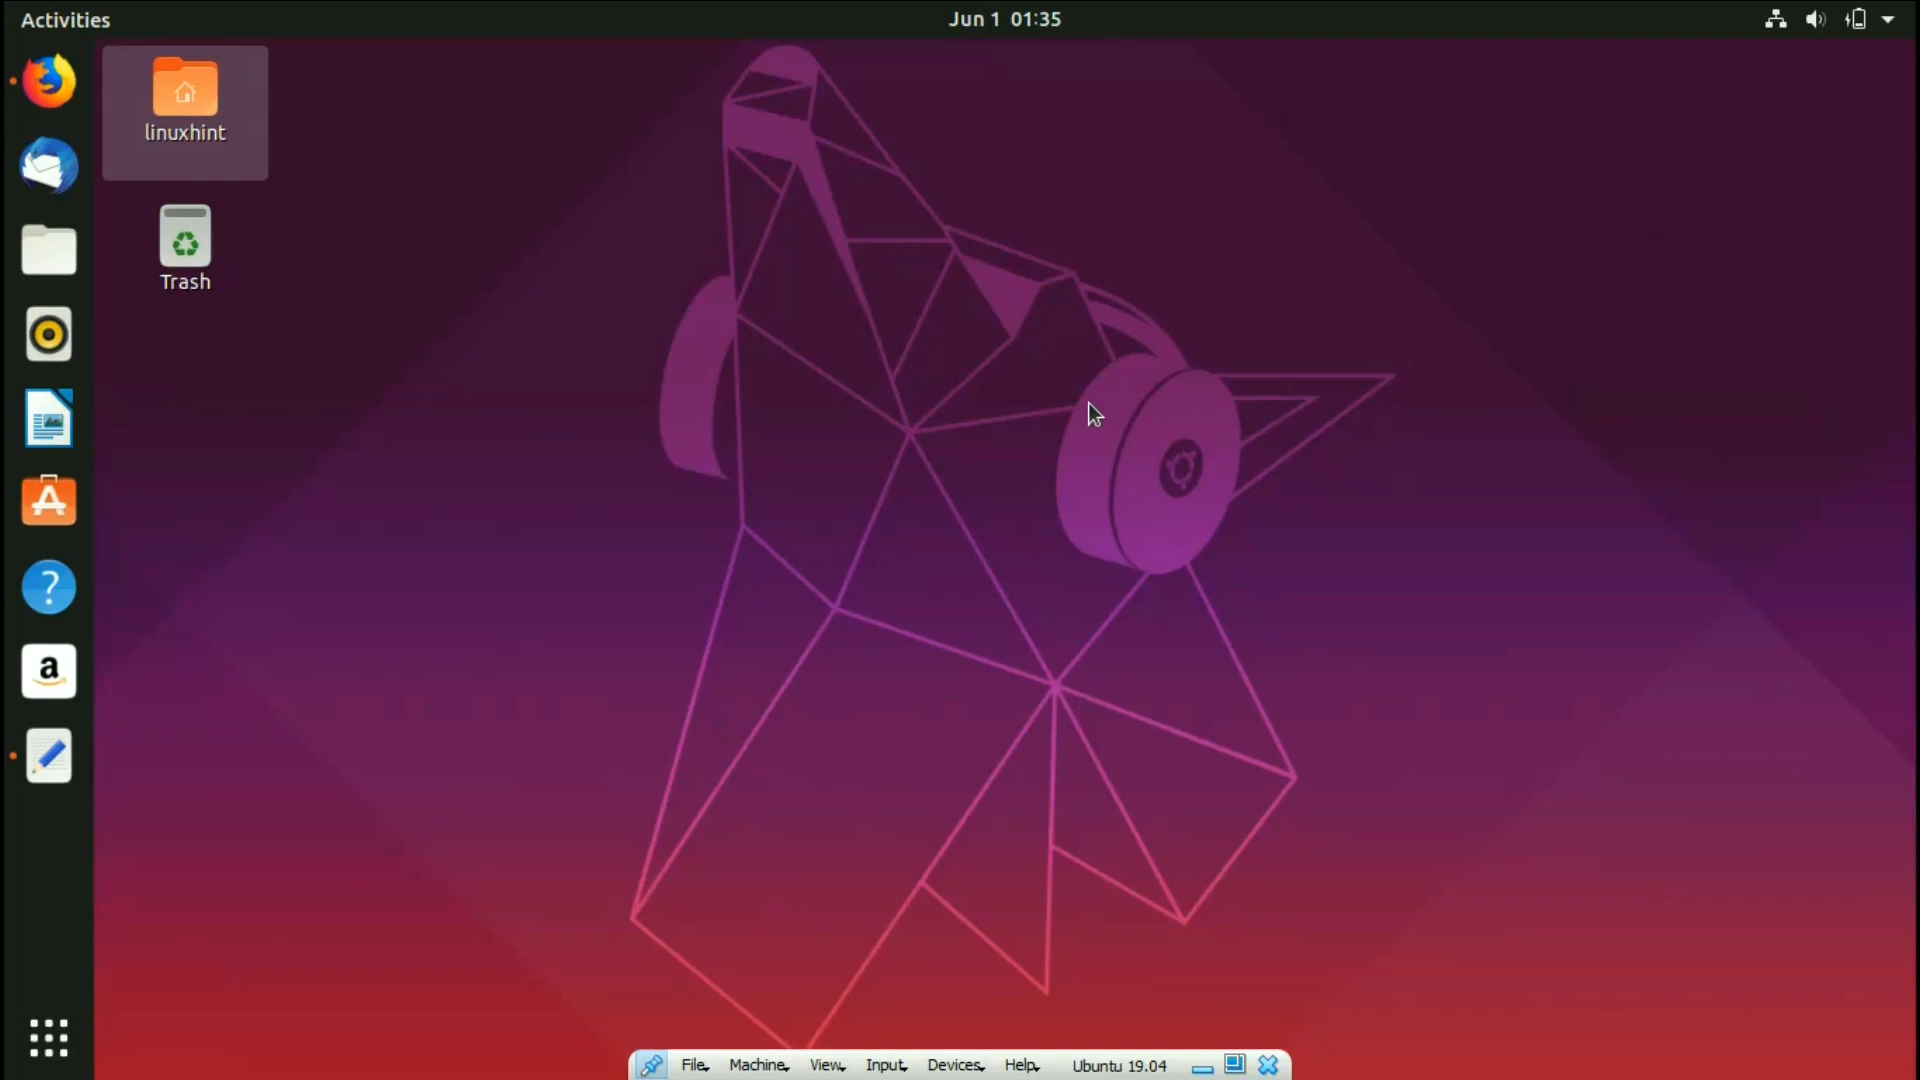 Activities
Jun 1 01:35
linuxhint
Trash
File
Machine
View
Input
Devices
Help
Ubuntu 19.04